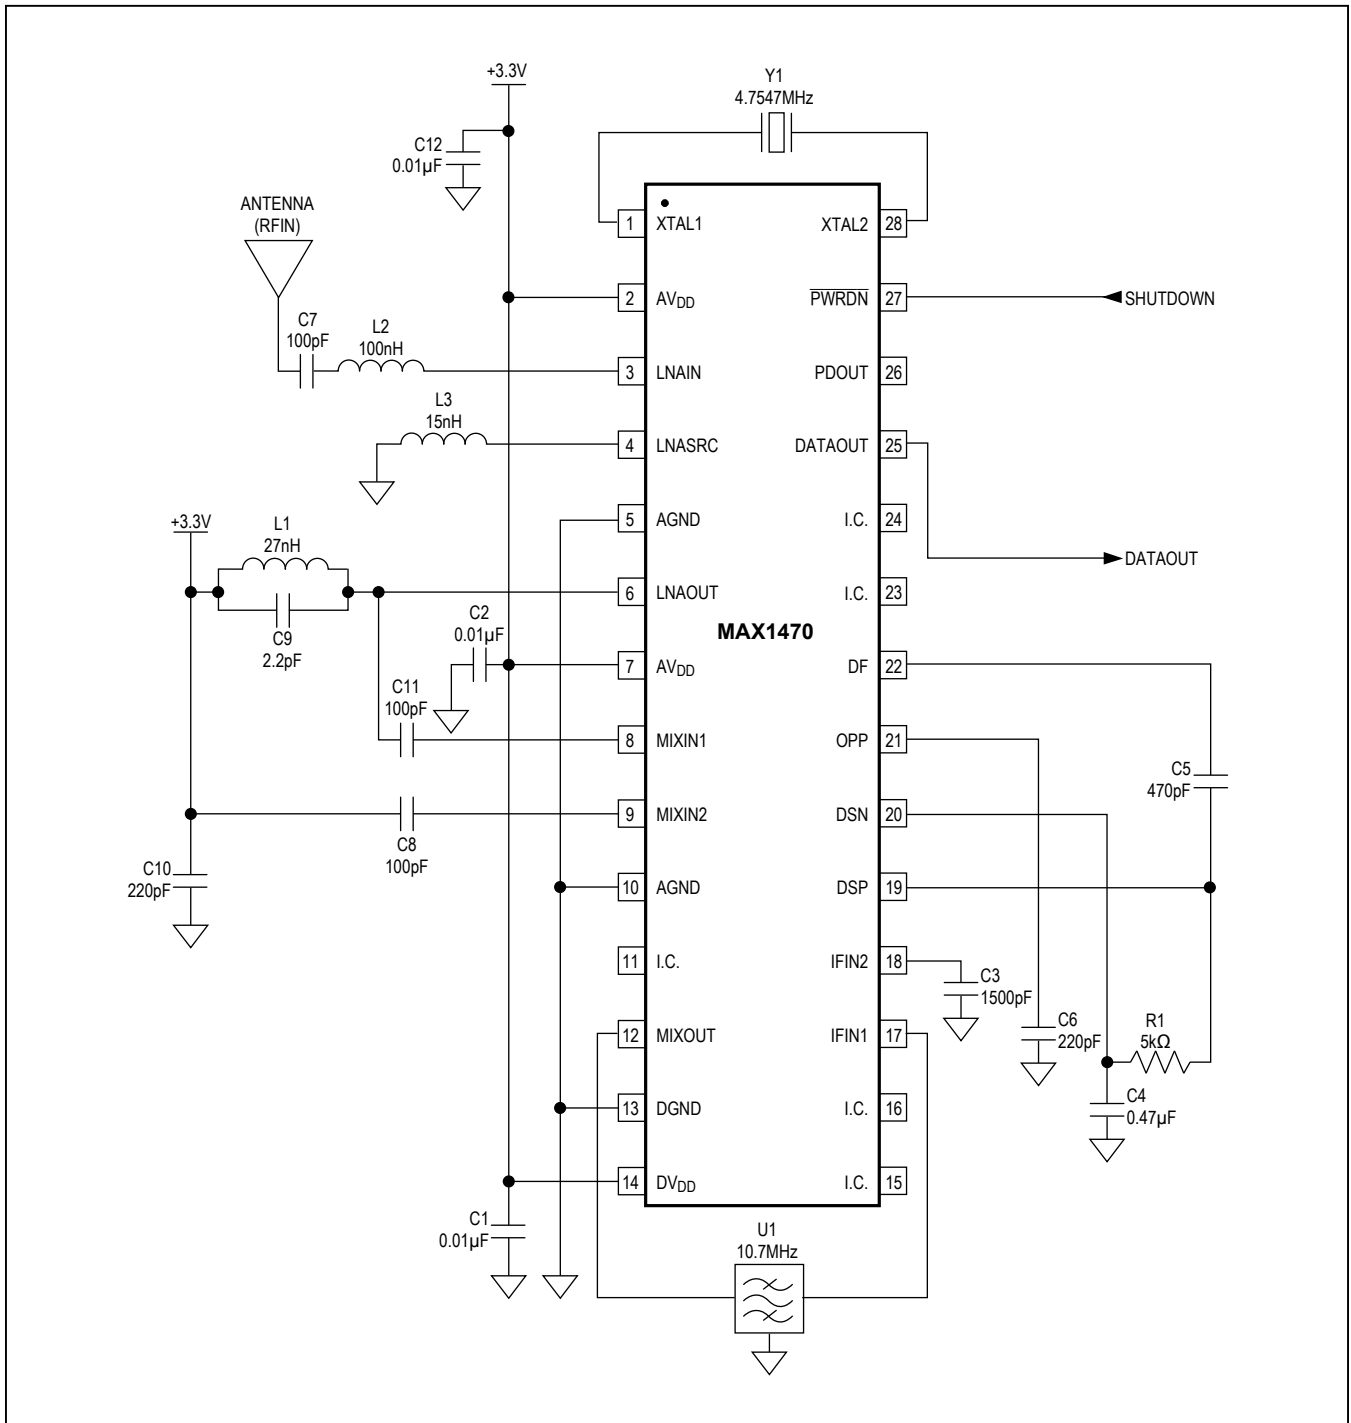 +3.3V
Y1
4.7547MHz
C12
0.01µF
ANTENNA
(RFIN)
1
XTAL1
XTAL2
28
2
AVDD
PWRDN
27
SHUTDOWN
C7
100pF
L2
100nH
3
LNAIN
PDOUT
26
L3
15nH
4
LNASRC
DATAOUT
25
+3.3V
L1
27nH
5
AGND
I.C.
24
DATAOUT
6
LNAOUT
I.C.
23
C9
2.2pF
C2
0.01µF
MAX1470
7
AVDD
DF
22
C11
100pF
8
MIXIN1
OPP
21
C5
470pF
9
MIXIN2
DSN
20
C8
100pF
C10
220pF
10
AGND
DSP
19
11
I.C.
IFIN2
18
C3
1500pF
12
MIXOUT
IFIN1
17
C6
220pF
R1
5kΩ
13
DGND
I.C.
16
C4
0.47µF
14
DVDD
I.C.
15
C1
0.01µF
U1
10.7MHz